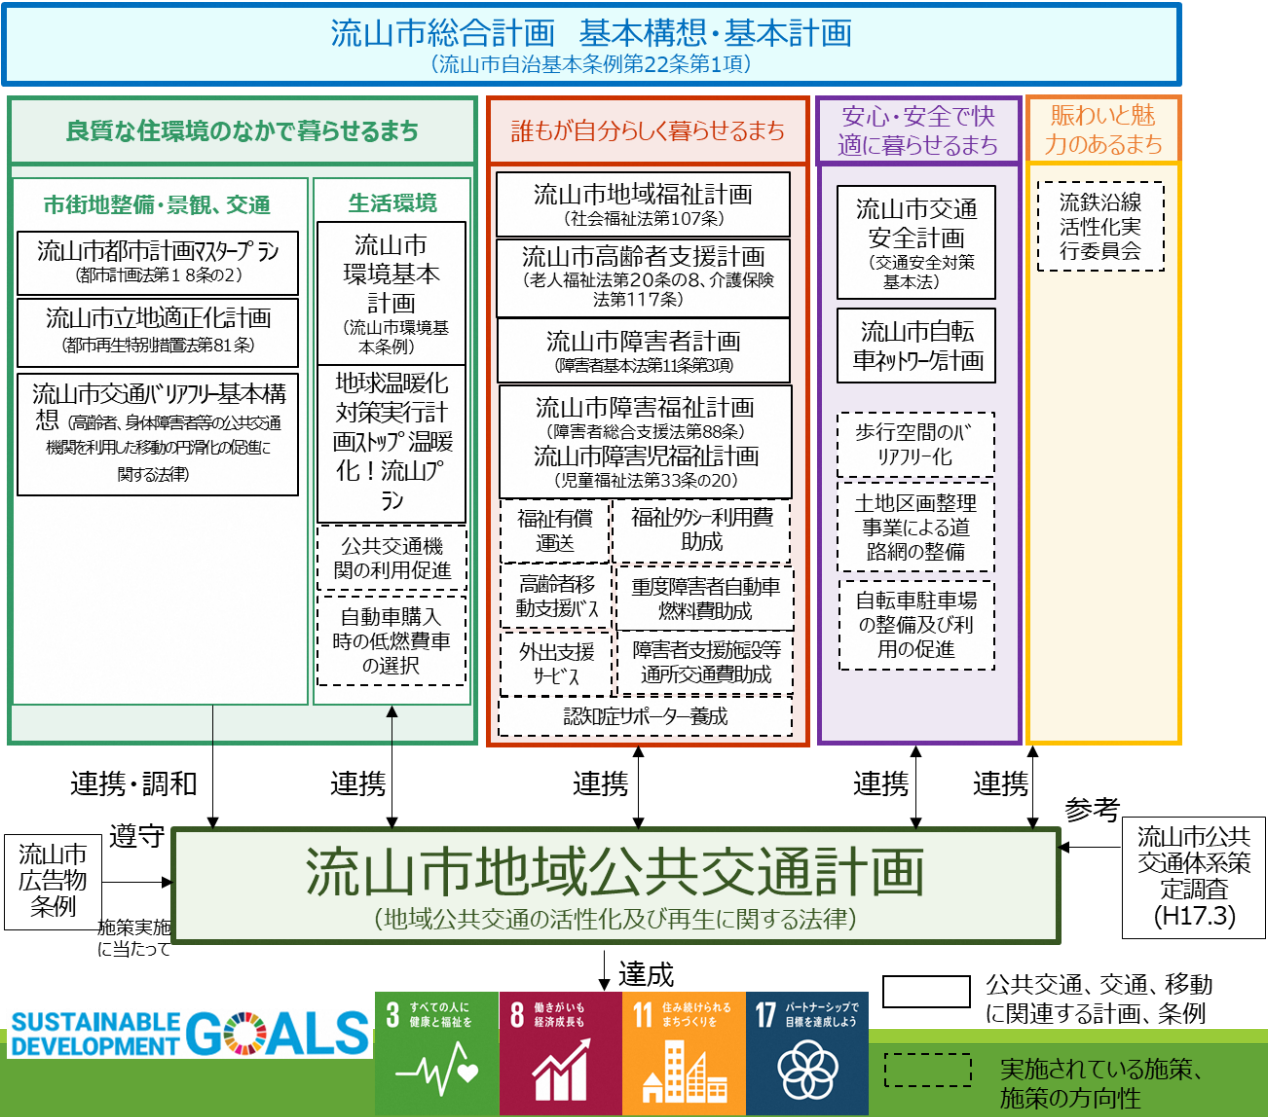 流山市総合計画　基本構想・基本計画
（流山市自治基本条例第22条第1項）
良質な住環境のなかで暮らせるまち
市街地整備・景観、交通
流山市都市計画ﾏｽﾀｰﾌﾟﾗﾝ
（都市計画法第１８条の２）
流山市立地適正化計画
（都市再生特別措置法第81条）
流山市交通ﾊﾞﾘｱﾌﾘｰ基本構
想（高齢者、身体障害者等の公共交通
機関を利用した移動の円滑化の促進に
関する法律）
生活環境
流山市
環境基本
計画
（流山市環境基
本条例）
地球温暖化
対策実行計
画ｽﾄｯﾌﾟ温暖
化！流山ﾌﾟ
ﾗﾝ
公共交通機
関の利用促進
自動車購入
時の低燃費車
の選択
誰もが自分らしく暮らせるまち
流山市地域福祉計画
（社会福祉法第107条）
流山市高齢者支援計画
（老人福祉法第20条の8、介護保険
法第117条）
流山市障害者計画
（障害者基本法第11条第3項）
流山市障害福祉計画
（障害者総合支援法第88条）
流山市障害児福祉計画
（児童福祉法第33条の20）
福祉有償
運送
福祉ﾀｸｼｰ利用費
助成
高齢者移
動支援ﾊﾞｽ
重度障害者自動車
燃料費助成
外出支援
ｻｰﾋﾞｽ
障害者支援施設等
通所交通費助成
認知症サポーター養成
安心・安全で快
適に暮らせるまち
流山市交通
安全計画
（交通安全対策
基本法）
流山市自転
車ﾈｯﾄﾜｰｸ計画
歩行空間のﾊﾞ
ﾘｱﾌﾘｰ化
土地区画整理
事業による道
路網の整備
自転車駐車場
の整備及び利
用の促進
賑わいと魅
力のあるまち
流鉄沿線
活性化実
行委員会
連携・調和
連携
連携
連携
連携
遵守
流山市
広告物
条例
施策実施
に当たって
流山市地域公共交通計画
（地域公共交通の活性化及び再生に関する法律）
参考
流山市公共
交通体系策
定調査
(H17.3)
達成
SUSTAINABLE
DEVELOPMENT
GOALS
3 すべての人に
健康と福祉を
8 働きがいも
経済成長も
11 住み続けられる
まちづくりを
17 パートナーシップで
目標を達成しよう
公共交通、交通、移動
に関連する計画、条例
実施されている施策、
施策の方向性